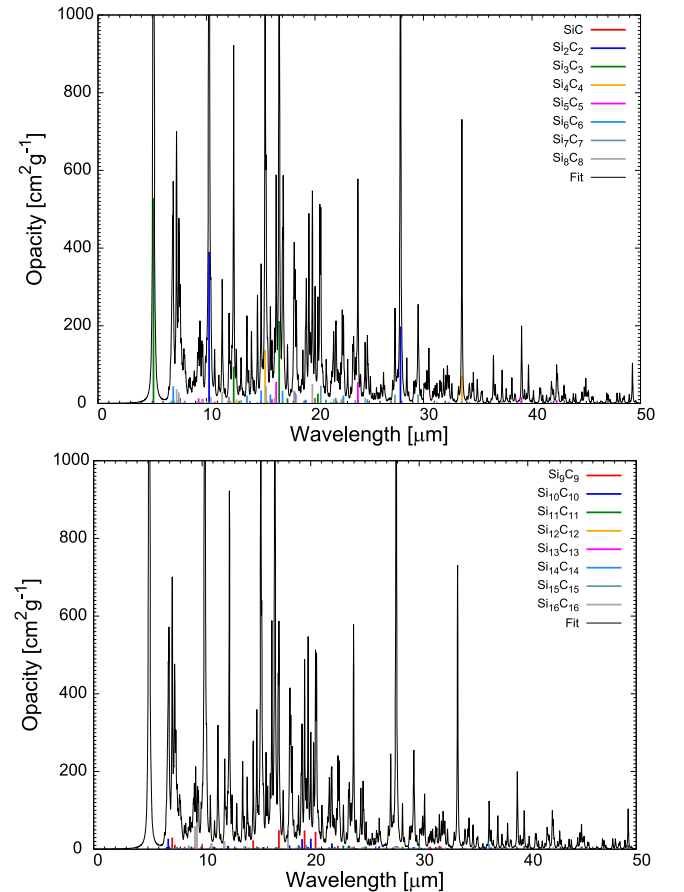 1000
800
600
400
200
0
Opacity [cm²g⁻¹]
SiC
Si₂C₂
Si₃C₃
Si₄C₄
Si₅C₅
Si₆C₆
Si₇C₇
Si₈C₈
Fit
0 10 20 30 40 50
Wavelength [μm]
1000
800
600
400
200
0
Opacity [cm²g⁻¹]
Si₉C₉
Si₁₀C₁₀
Si₁₁C₁₁
Si₁₂C₁₂
Si₁₃C₁₃
Si₁₄C₁₄
Si₁₅C₁₅
Si₁₆C₁₆
Fit
0 10 20 30 40 50
Wavelength [μm]